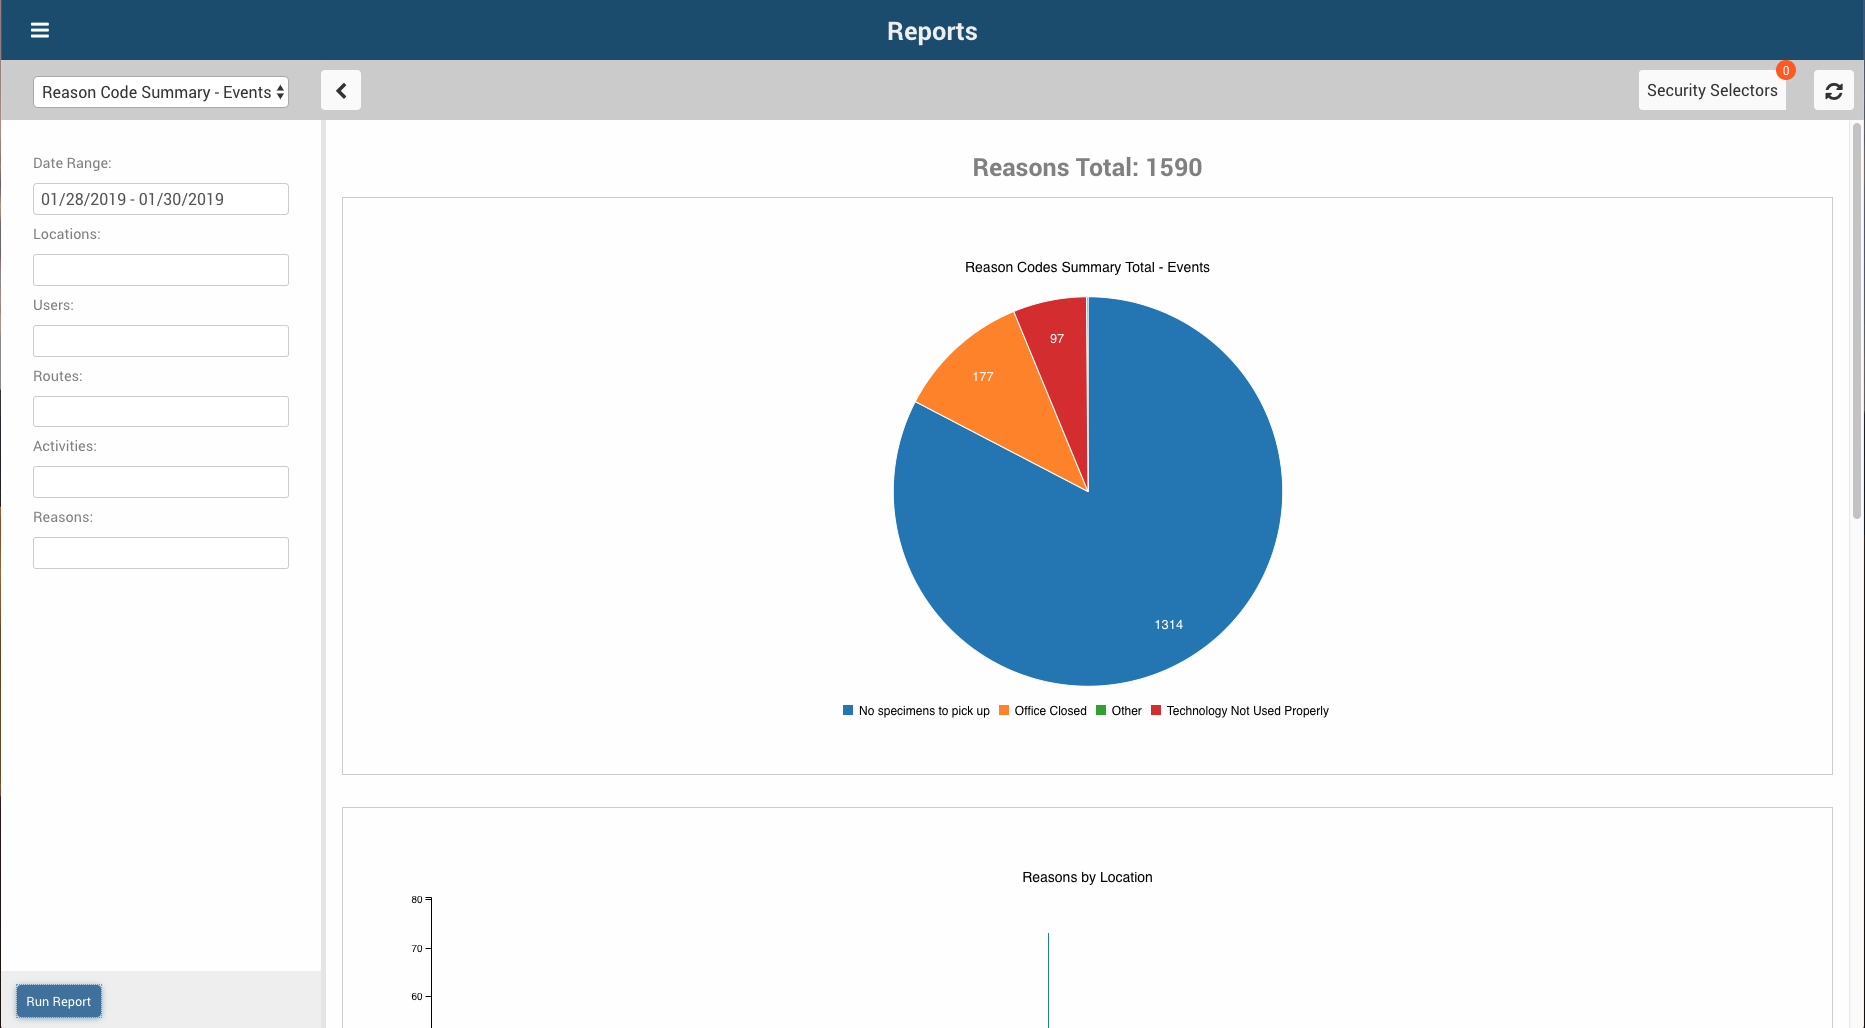 Reports
Reason Code Summary - Events
Security Selectors
0
Date Range:
01/28/2019 - 01/30/2019
Locations:
Users:
Routes:
Activities:
Reasons:
Run Report
Reasons Total: 1590
Reason Codes Summary Total - Events
97
177
1314
No specimens to pick up Office Closed Other Technology Not Used Properly
Reasons by Location
80
70
60